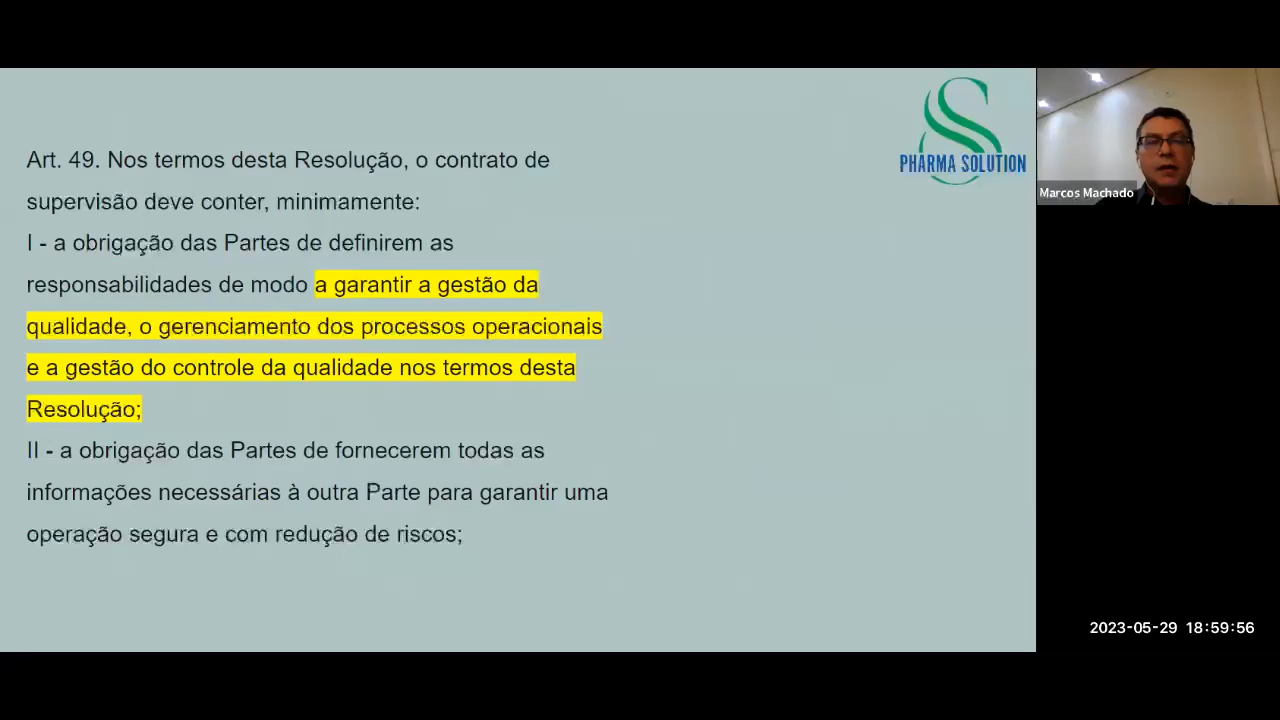 Art. 49. Nos termos desta Resolução, o contrato de
supervisão deve conter, minimamente:
I - a obrigação das Partes de definirem as
responsabilidades de modo a garantir a gestão da
qualidade, o gerenciamento dos processos operacionais
e a gestão do controle da qualidade nos termos desta
Resolução;
II - a obrigação das Partes de fornecerem todas as
informações necessárias à outra Parte para garantir uma
operação segura e com redução de riscos;
PHARMA SOLUTION
Marcos Machado
2023-05-29 18:59:56